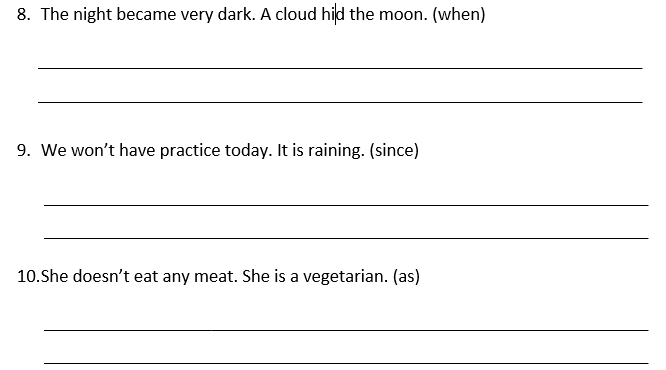 8. The night became very dark. A cloud hid the moon. (when)
9. We won’t have practice today. It is raining. (since)
10.She doesn’t eat any meat. She is a vegetarian. (as)